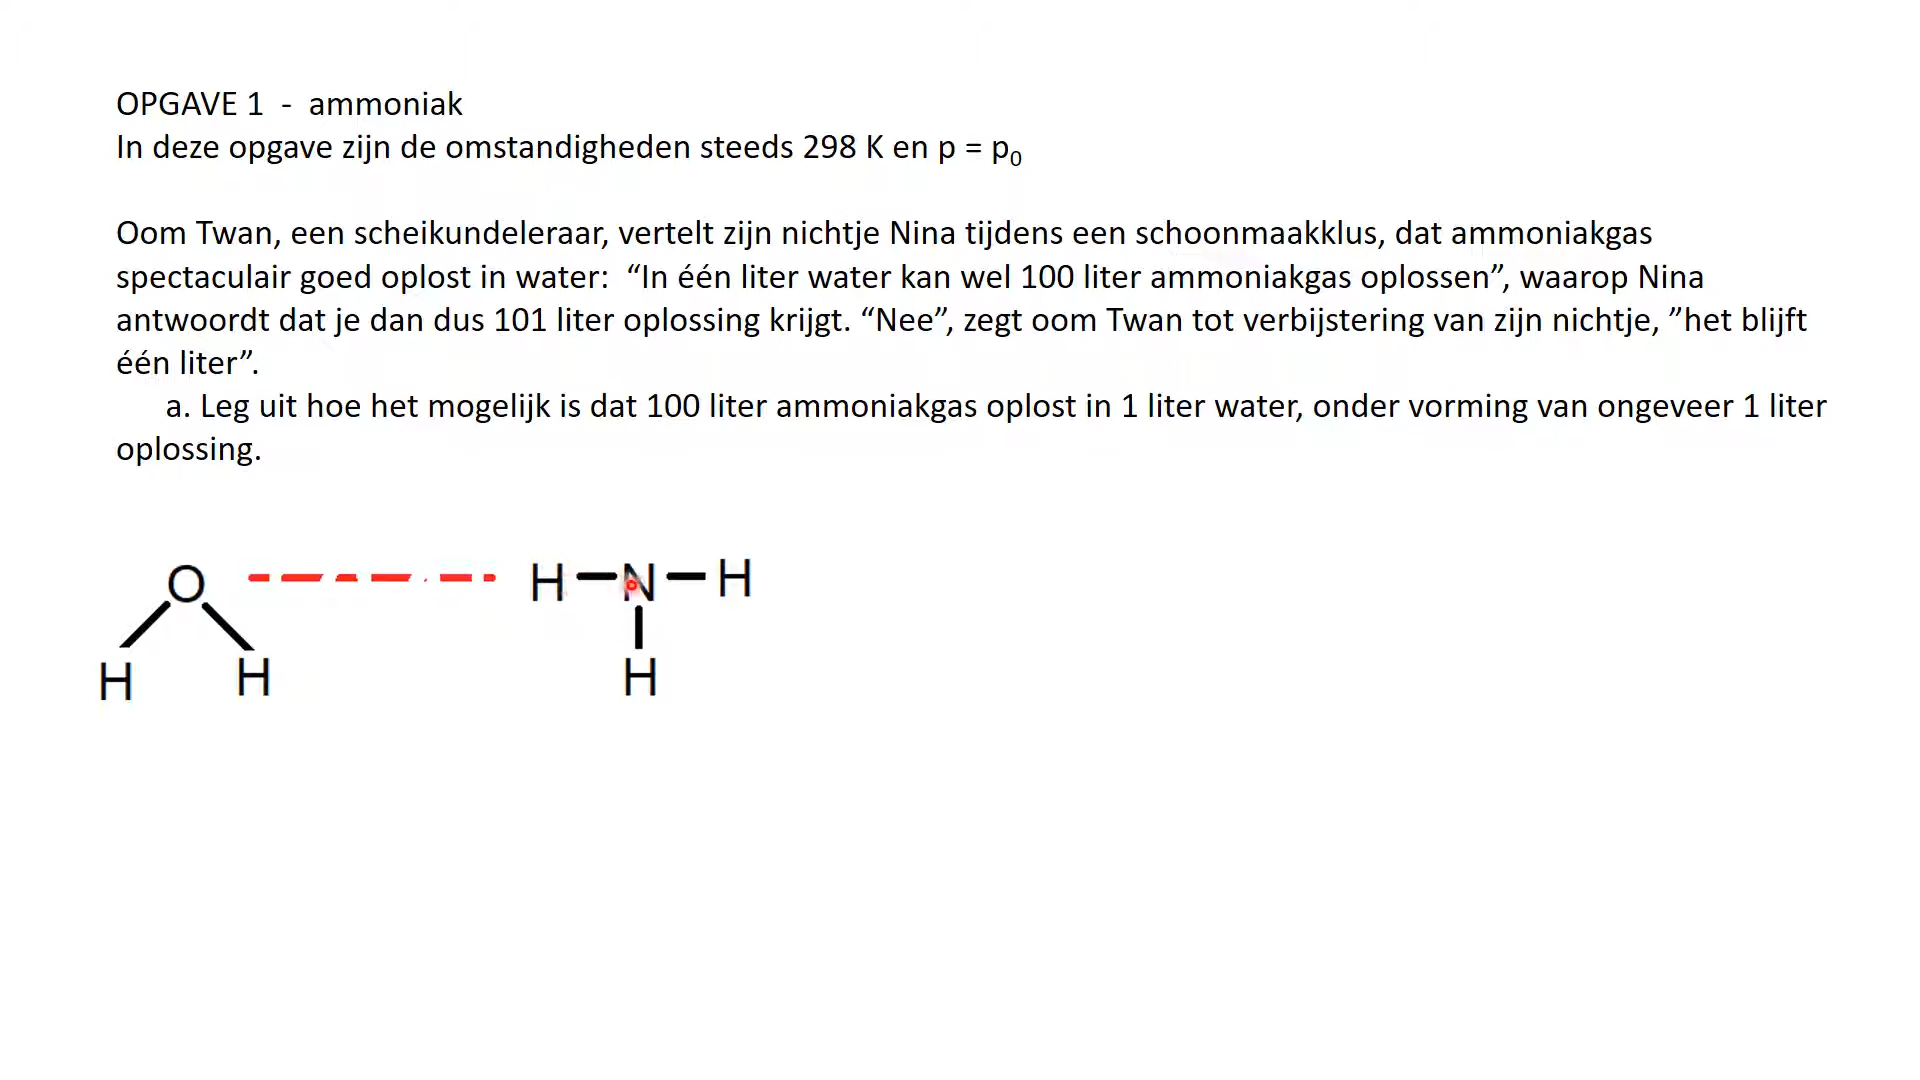 OPGAVE 1 - ammoniak
In deze opgave zijn de omstandigheden steeds 298 K en p = p₀
Oom Twan, een scheikundeleraar, vertelt zijn nichtje Nina tijdens een schoonmaakklus, dat ammoniakgas
spectaculair goed oplost in water: “In één liter water kan wel 100 liter ammoniakgas oplossen”, waarop Nina
antwoordt dat je dan dus 101 liter oplossing krijgt. “Nee”, zegt oom Twan tot verbijstering van zijn nichtje, ”het blijft
één liter”.
a. Leg uit hoe het mogelijk is dat 100 liter ammoniakgas oplost in 1 liter water, onder vorming van ongeveer 1 liter
oplossing.
O H N H
H H H